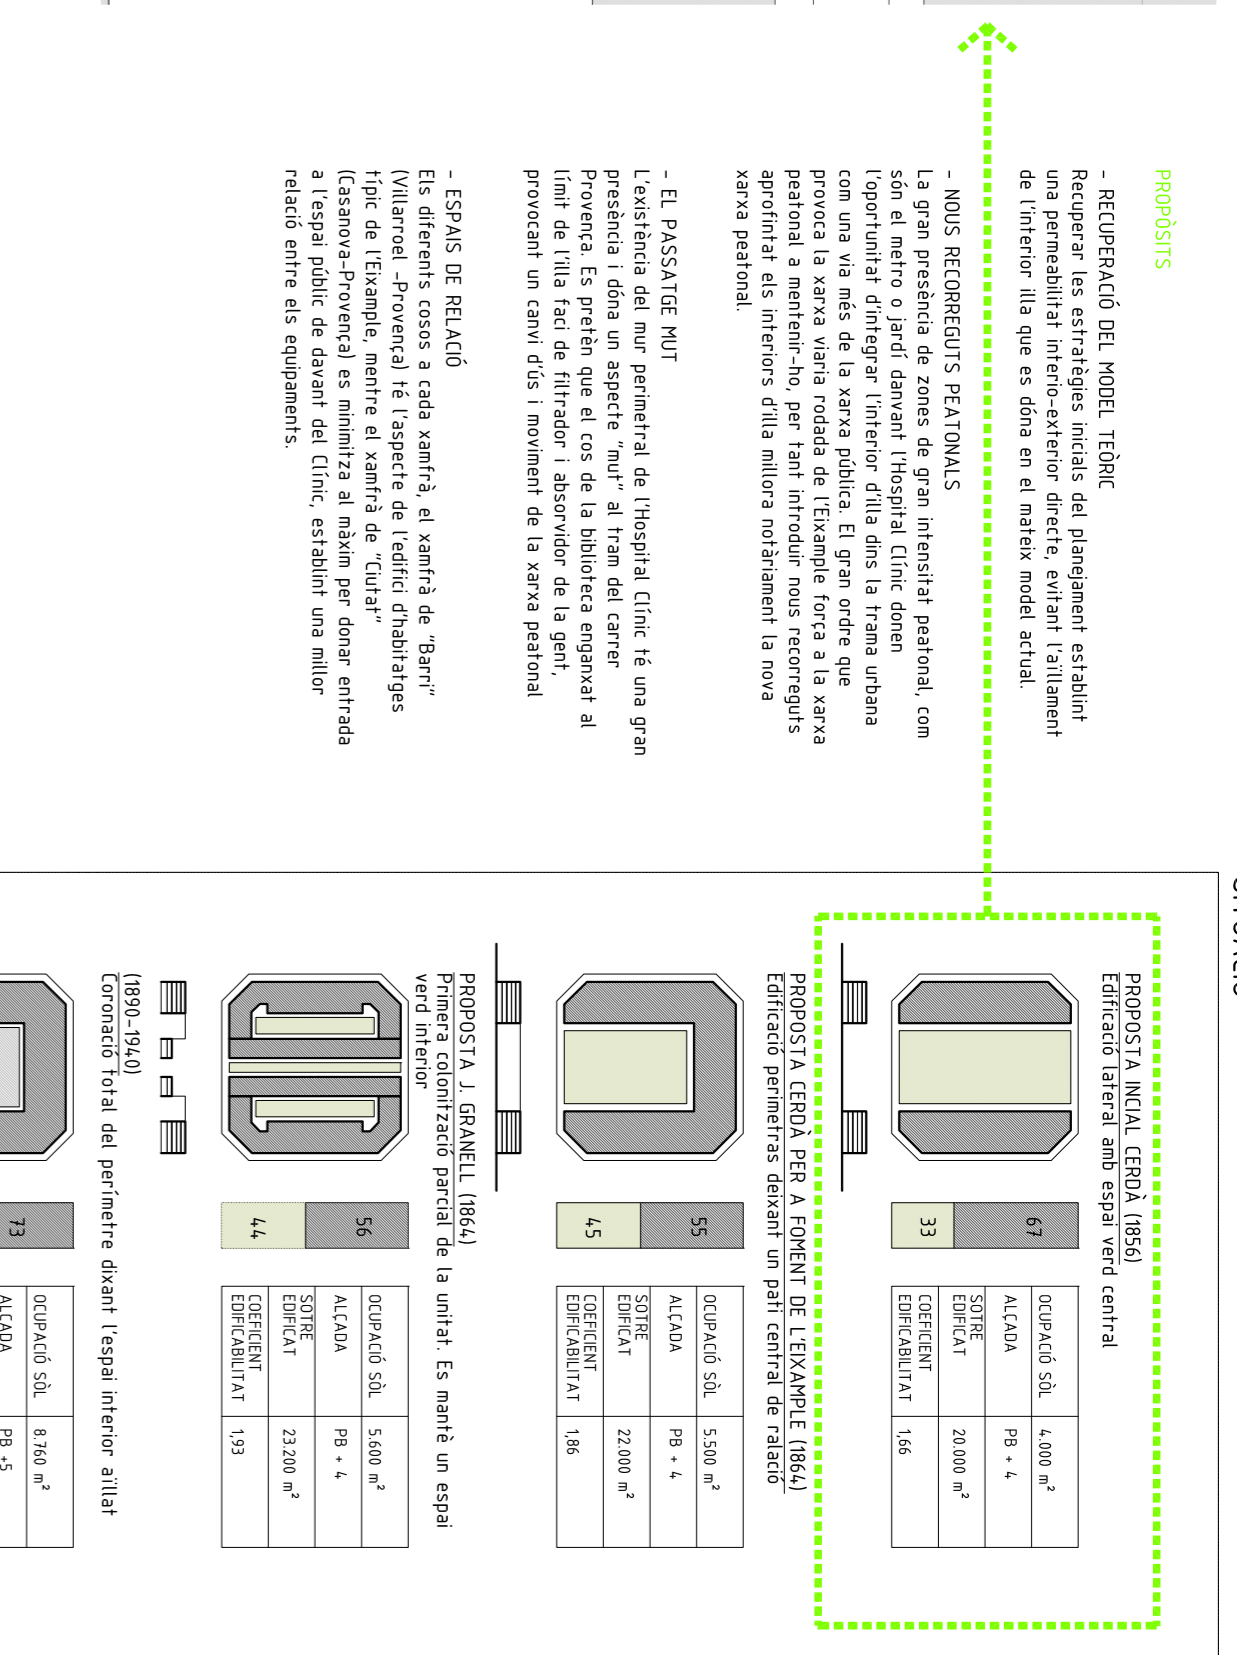 PROPÒSITS
- RECUPERACIÓ DEL MODEL TEÒRIC
Recuperar les estratègies inicials del planejament establint
una permeabilitat interio-exterior directe, evitant l'aïllament
de l'interior illa que es dóna en el mateix model actual.
- NOUS RECORREGUTS PEATONALS
La gran presència de zones de gran intensitat peatonal, com
són el metro o jardí danvant l'Hospital Clínic donen
l'oportunitat d'integrar l'interior d'illa dins la trama urbana
com una via més de la xarxa pública. El gran ordre que
provoca la xarxa viaria rodada de l'Eixample força a la xarxa
peatonal a mentenir-ho, per tant introduir nous recorreguts
aprofintat els interiors d'illa millora notàriament la nova
xarxa peatonal.
- EL PASSATGE MUT
L'existència del mur perimetral de l'Hospital Clínic té una gran
presència i dóna un aspecte "mut" al tram del carrer
Provença. Es pretèn que el cos de la biblioteca enganxat al
límit de l'illa faci de filtrador i absorvidor de la gent,
provocant un canvi d'ús i moviment de la xarxa peatonal
- ESPAIS DE RELACIÓ
Els diferents cosos a cada xamfrà, el xamfrà de "Barri"
(Villarroel -Provença) té l'aspecte de l'edifici d'habitatges
típic de l'Eixample, mentre el xamfrà de "Ciutat"
(Casanova-Provença) es minimitza al màxim per donar entrada
a l'espai públic de davant del Clínic, establint una millor
relació entre els equipaments.
PROPOSTA INCIAL CERDÀ (1856)
Edificació lateral amb espai verd central
67
33
OCUPACIÓ SÒL 4.000 m²
ALÇADA PB + 4
SOTRE
EDIFICAT 20.000 m²
COEFICIENT
EDIFICABILITAT 1,66
PROPOSTA CERDÀ PER A FOMENT DE L'EIXAMPLE (1864)
Edificació perimetras deixant un pati central de ralació
55
45
OCUPACIÓ SÒL 5.500 m²
ALÇADA PB + 4
SOTRE
EDIFICAT 22.000 m²
COEFICIENT
EDIFICABILITAT 1,86
PROPOSTA J. GRANELL (1864)
Primera colonització parcial de la unitat. Es mantè un espai
verd interior
56
44
OCUPACIÓ SÒL 5.600 m²
ALÇADA PB + 4
SOTRE
EDIFICAT 23.200 m²
COEFICIENT
EDIFICABILITAT 1,93
(1890-1940)
Coronació total del perímetre dixant l'espai interior aïllat
73
OCUPACIÓ SÒL 8.760 m²
ALÇADA PB +5